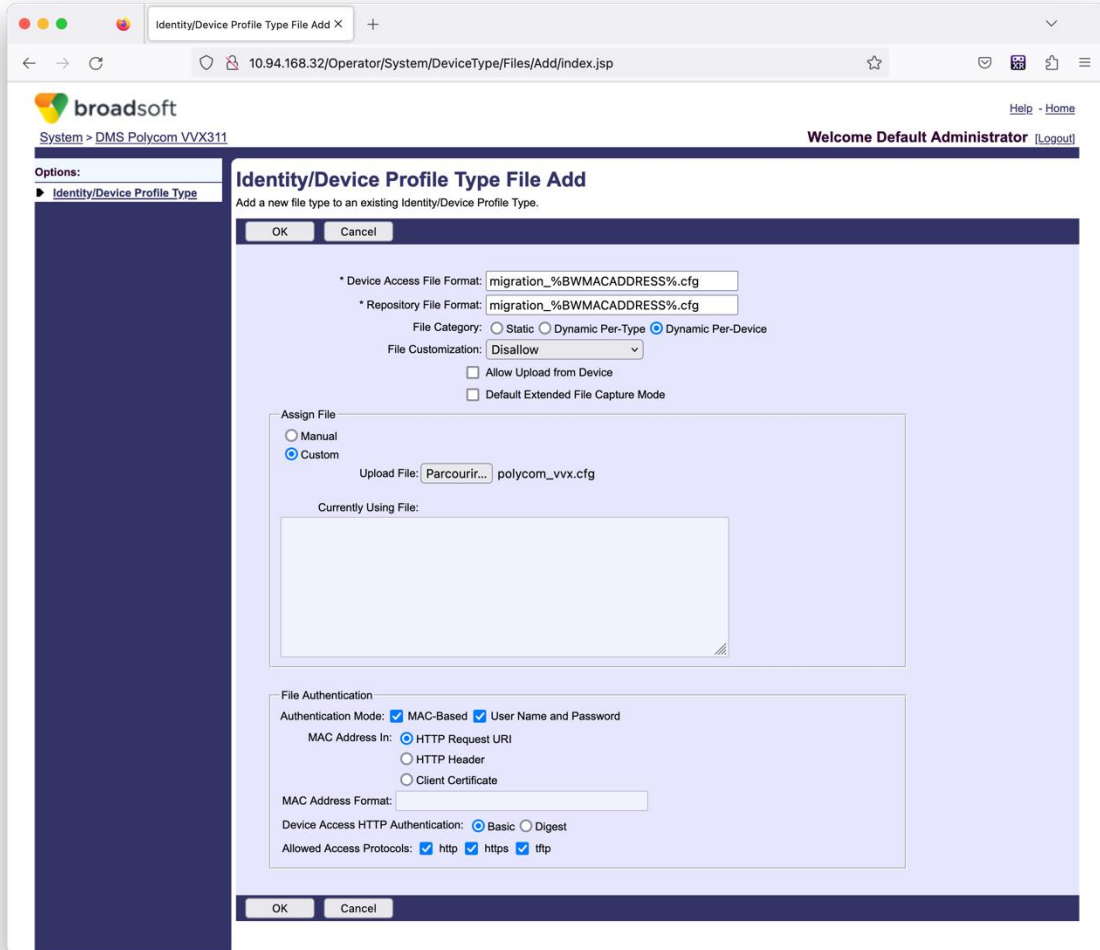 Identity/Device Profile Type File Add
10.94.168.32/Operator/System/DeviceType/Files/Add/index.jsp
XR
broadsoft
Help - Home
System > DMS Polycom VVX311
Welcome Default Administrator [Logout]
Options:
Identity/Device Profile Type
Identity/Device Profile Type File Add
Add a new file type to an existing Identity/Device Profile Type.
OK Cancel
* Device Access File Format: migration_%BWMACADDRESS%.cfg
* Repository File Format: migration_%BWMACADDRESS%.cfg
File Category: Static Dynamic Per-Type Dynamic Per-Device
File Customization: Disallow
Allow Upload from Device
Default Extended File Capture Mode
Assign File
Manual
Custom
Upload File: Parcourir... polycom_vvx.cfg
Currently Using File:
File Authentication
Authentication Mode: MAC-Based User Name and Password
MAC Address In: HTTP Request URI
HTTP Header
Client Certificate
MAC Address Format:
Device Access HTTP Authentication: Basic Digest
Allowed Access Protocols: http https tftp
OK Cancel